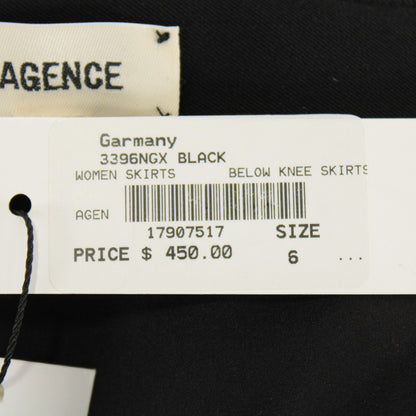 AGENCE
Garmany
3396NGX BLACK
WOMEN SKIRTS BELOW KNEE SKIRTS
AGEN
17907517 SIZE
PRICE $ 450.00 6 ...